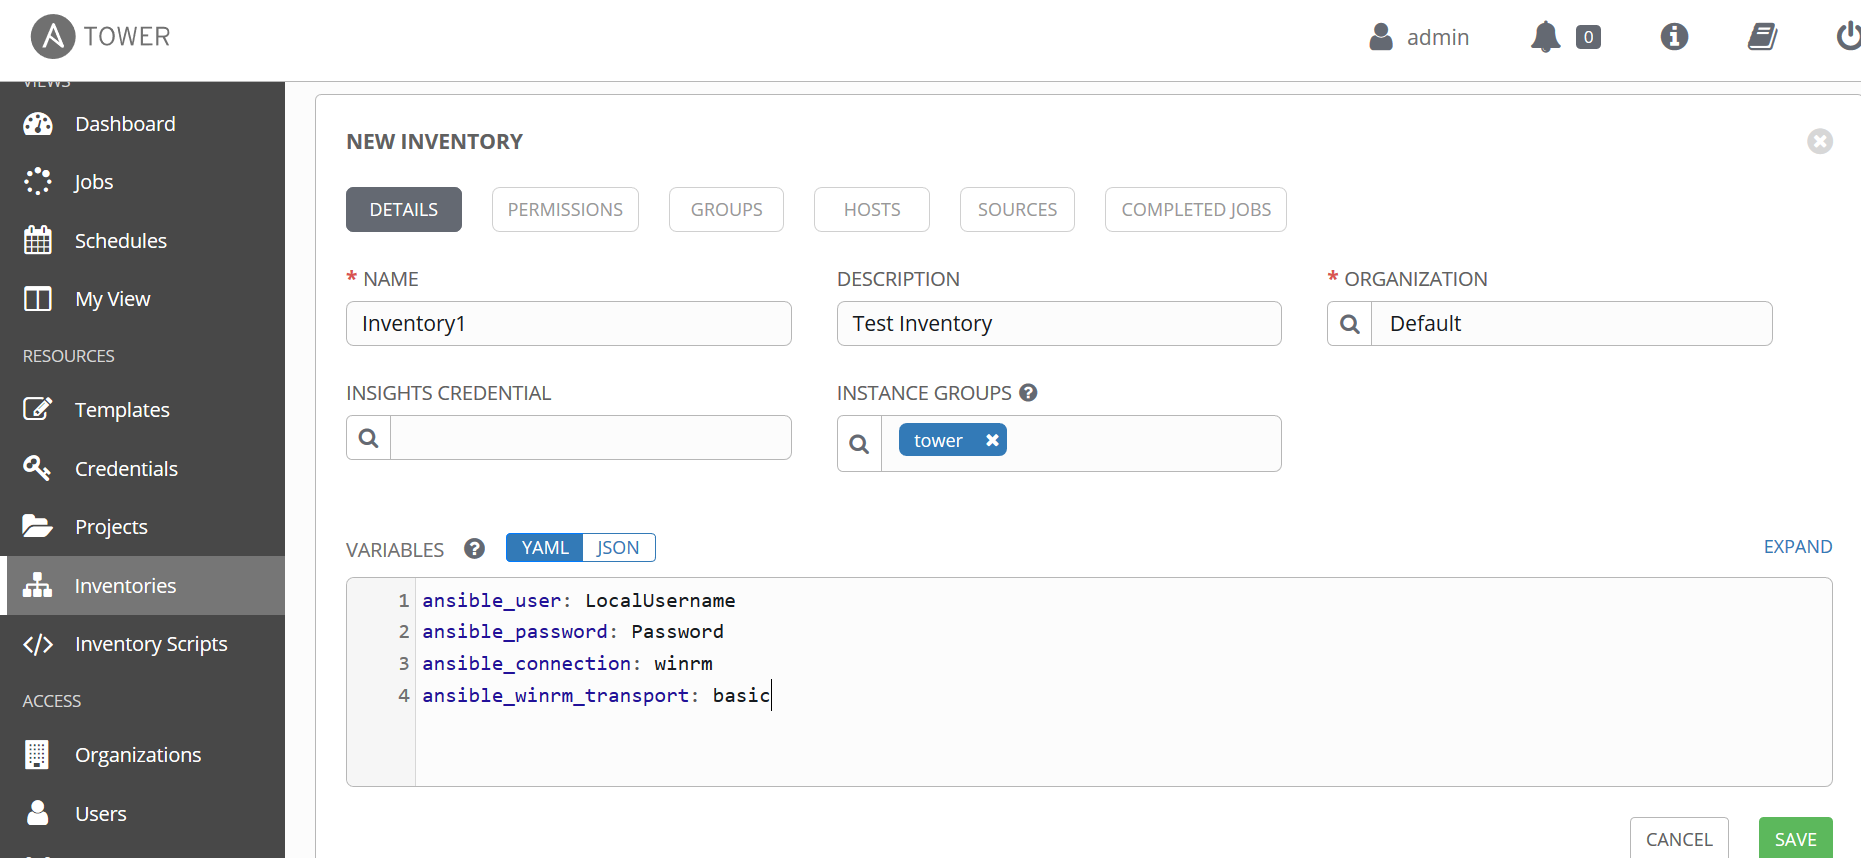 TOWER
admin
0
VIEWS
Dashboard
Jobs
Schedules
My View
RESOURCES
Templates
Credentials
Projects
Inventories
Inventory Scripts
ACCESS
Organizations
Users
NEW INVENTORY
DETAILS PERMISSIONS GROUPS HOSTS SOURCES COMPLETED JOBS
* NAME
Inventory1
DESCRIPTION
Test Inventory
* ORGANIZATION
Default
INSIGHTS CREDENTIAL
INSTANCE GROUPS ?
tower
VARIABLES ? YAML JSON
EXPAND
1 ansible_user: LocalUsername
2 ansible_password: Password
3 ansible_connection: winrm
4 ansible_winrm_transport: basic
CANCEL SAVE